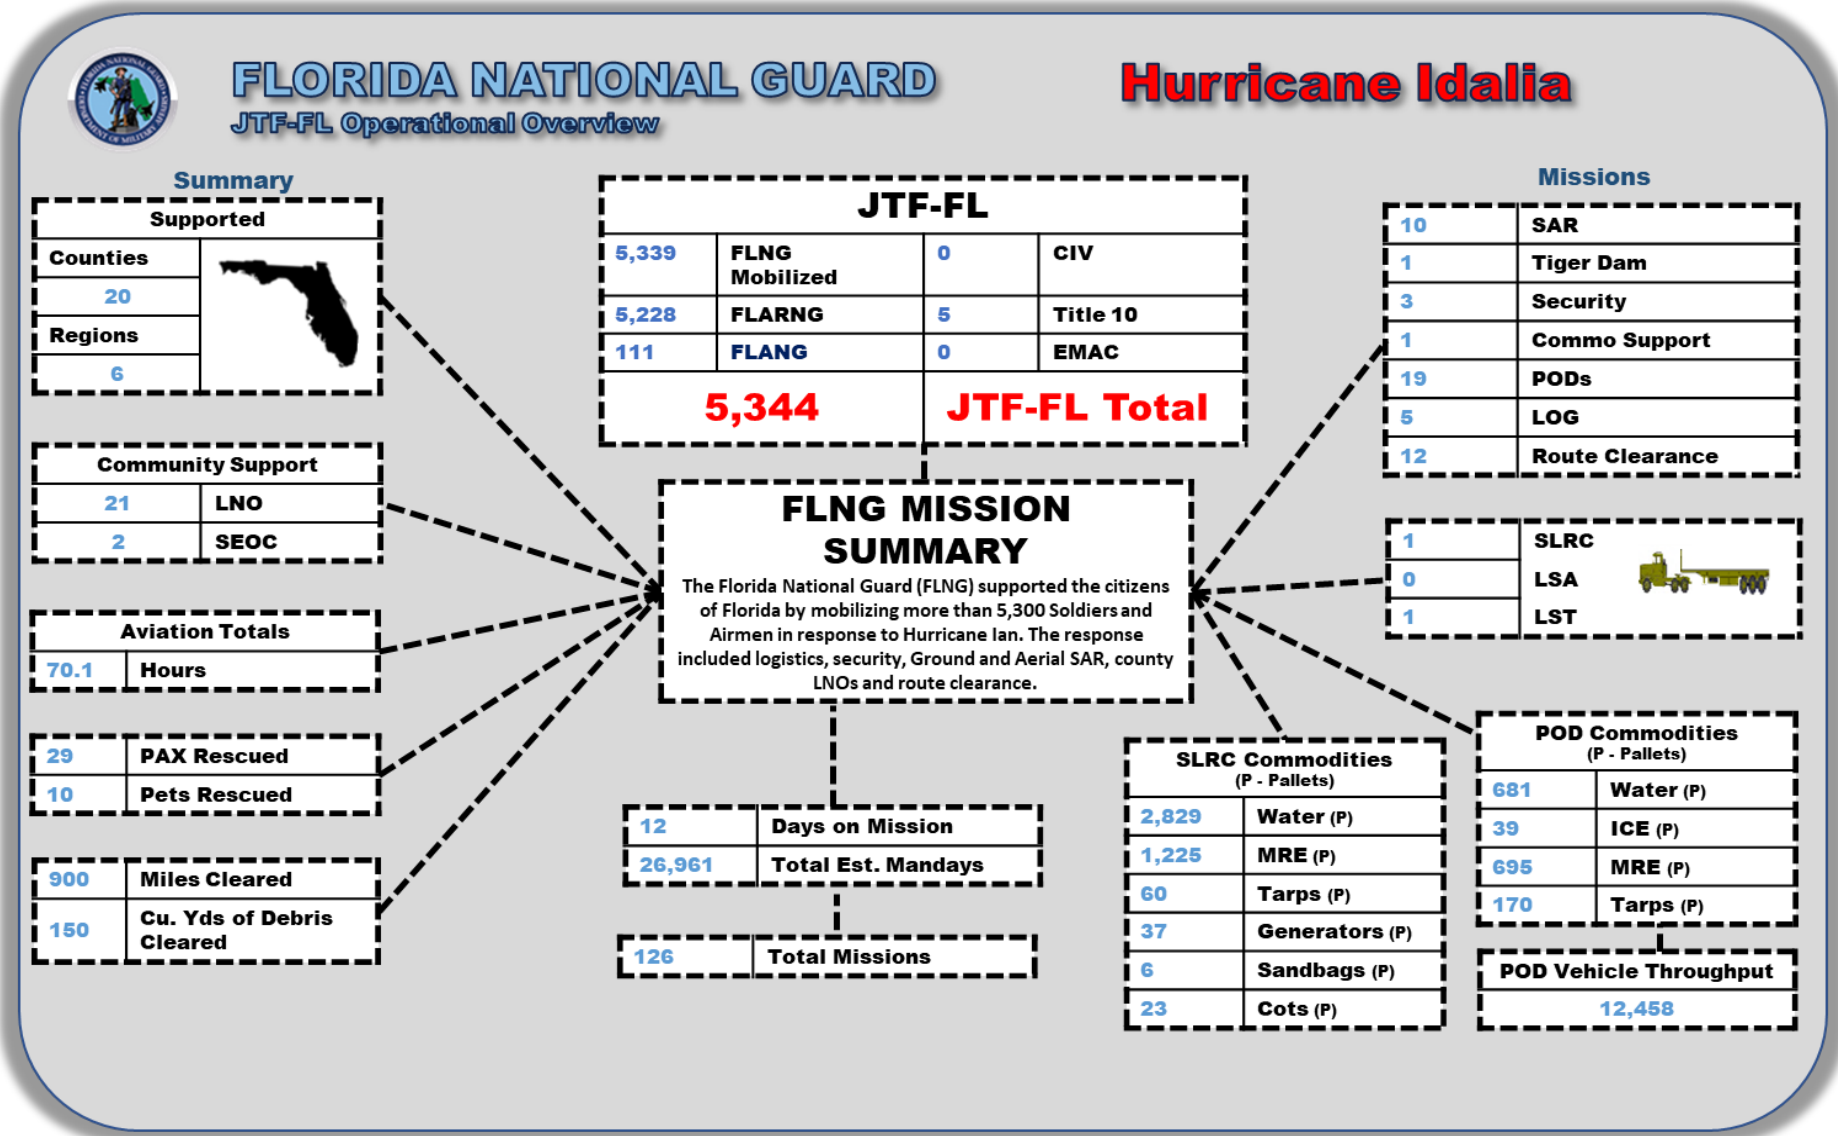 FLORIDA NATIONAL GUARD
JTF-FL Operational Overview
Hurricane Idalia
Summary
Supported
Counties
20
Regions
6
Community Support
21 LNO
2 SEOC
Aviation Totals
70.1 Hours
29 PAX Rescued
10 Pets Rescued
900 Miles Cleared
150 Cu. Yds of Debris
Cleared
JTF-FL
5,339 FLNG 0 CIV
Mobilized
5,228 FLARNG 5 Title 10
111 FLANG 0 EMAC
5,344 JTF-FL Total
FLNG MISSION
SUMMARY
The Florida National Guard (FLNG) supported the citizens
of Florida by mobilizing more than 5,300 Soldiers and
Airmen in response to Hurricane Ian. The response
included logistics, security, Ground and Aerial SAR, county
LNOs and route clearance.
12 Days on Mission
26,961 Total Est. Mandays
126 Total Missions
Missions
10 SAR
1 Tiger Dam
3 Security
1 Commo Support
19 PODs
5 LOG
12 Route Clearance
1 SLRC
0 LSA
1 LST
SLRC Commodities
(P - Pallets)
2,829 Water (P)
1,225 MRE (P)
60 Tarps (P)
37 Generators (P)
6 Sandbags (P)
23 Cots (P)
POD Commodities
(P - Pallets)
681 Water (P)
39 ICE (P)
695 MRE (P)
170 Tarps (P)
POD Vehicle Throughput
12,458